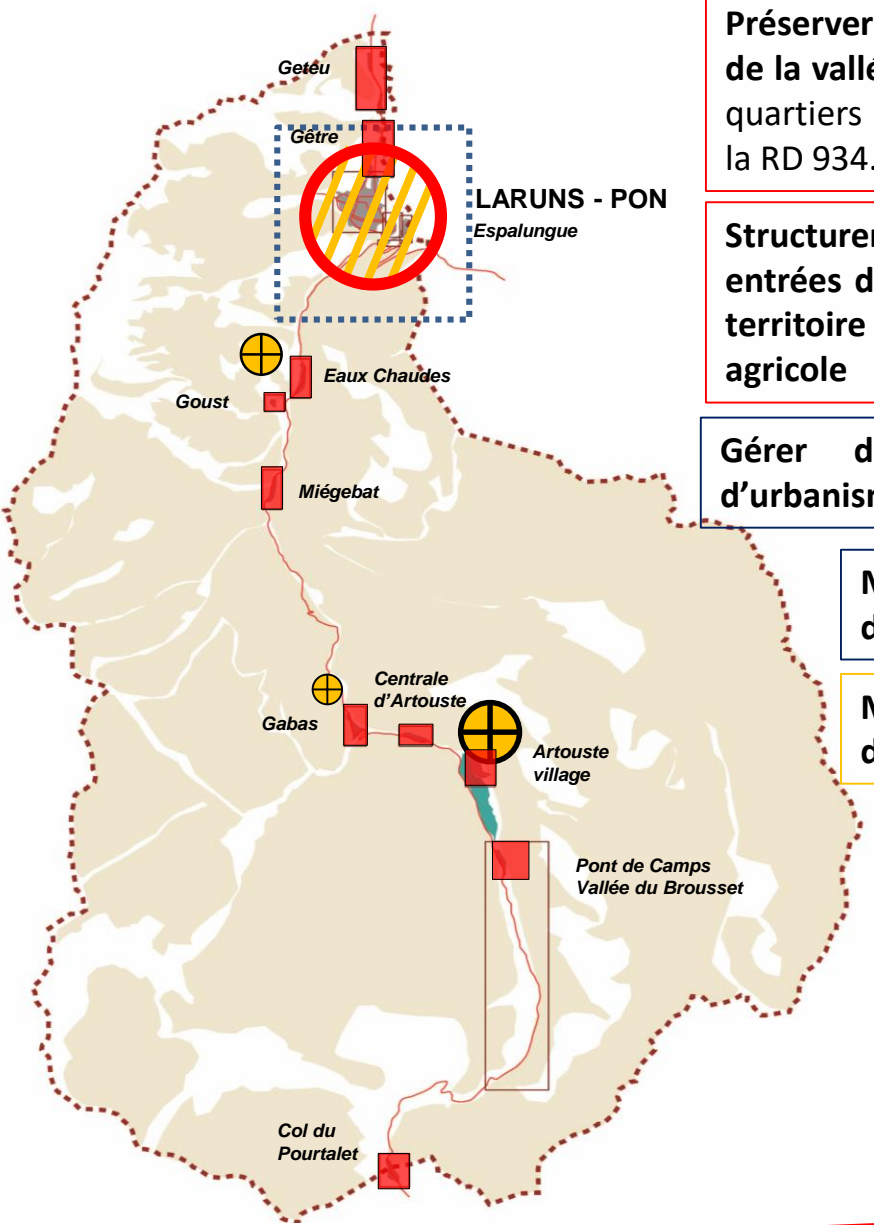 Préserver
de la vallé
quartiers
la RD 934.
Structurer
entrées d
territoire
agricole
Gérer d
d'urbanism
N
d
N
d
Geteu
Gêtre
LARUNS - PON
Espalungue
Eaux Chaudes
Goust
Miégebat
Centrale
d'Artouste
Gabas
Artouste
village
Pont de Camps
Vallée du Brousset
Col du
Pourtalet